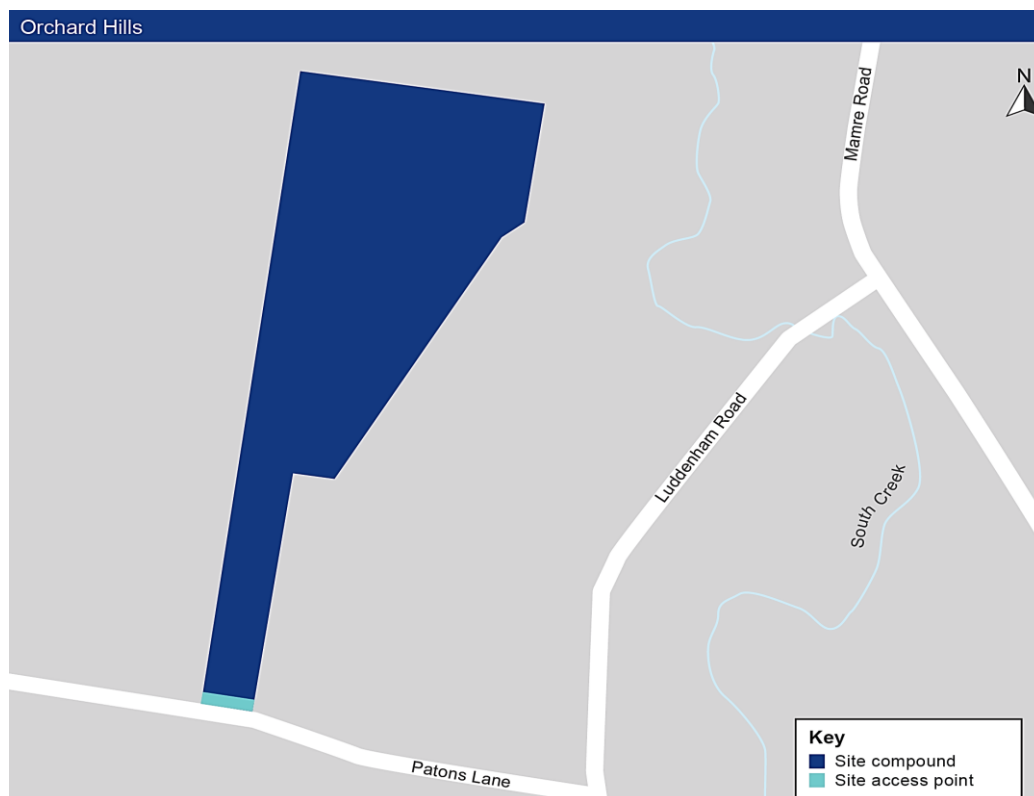 Orchard Hills
N
Mamre Road
Luddenham Road
South Creek
Patons Lane
Key
Site compound
Site access point